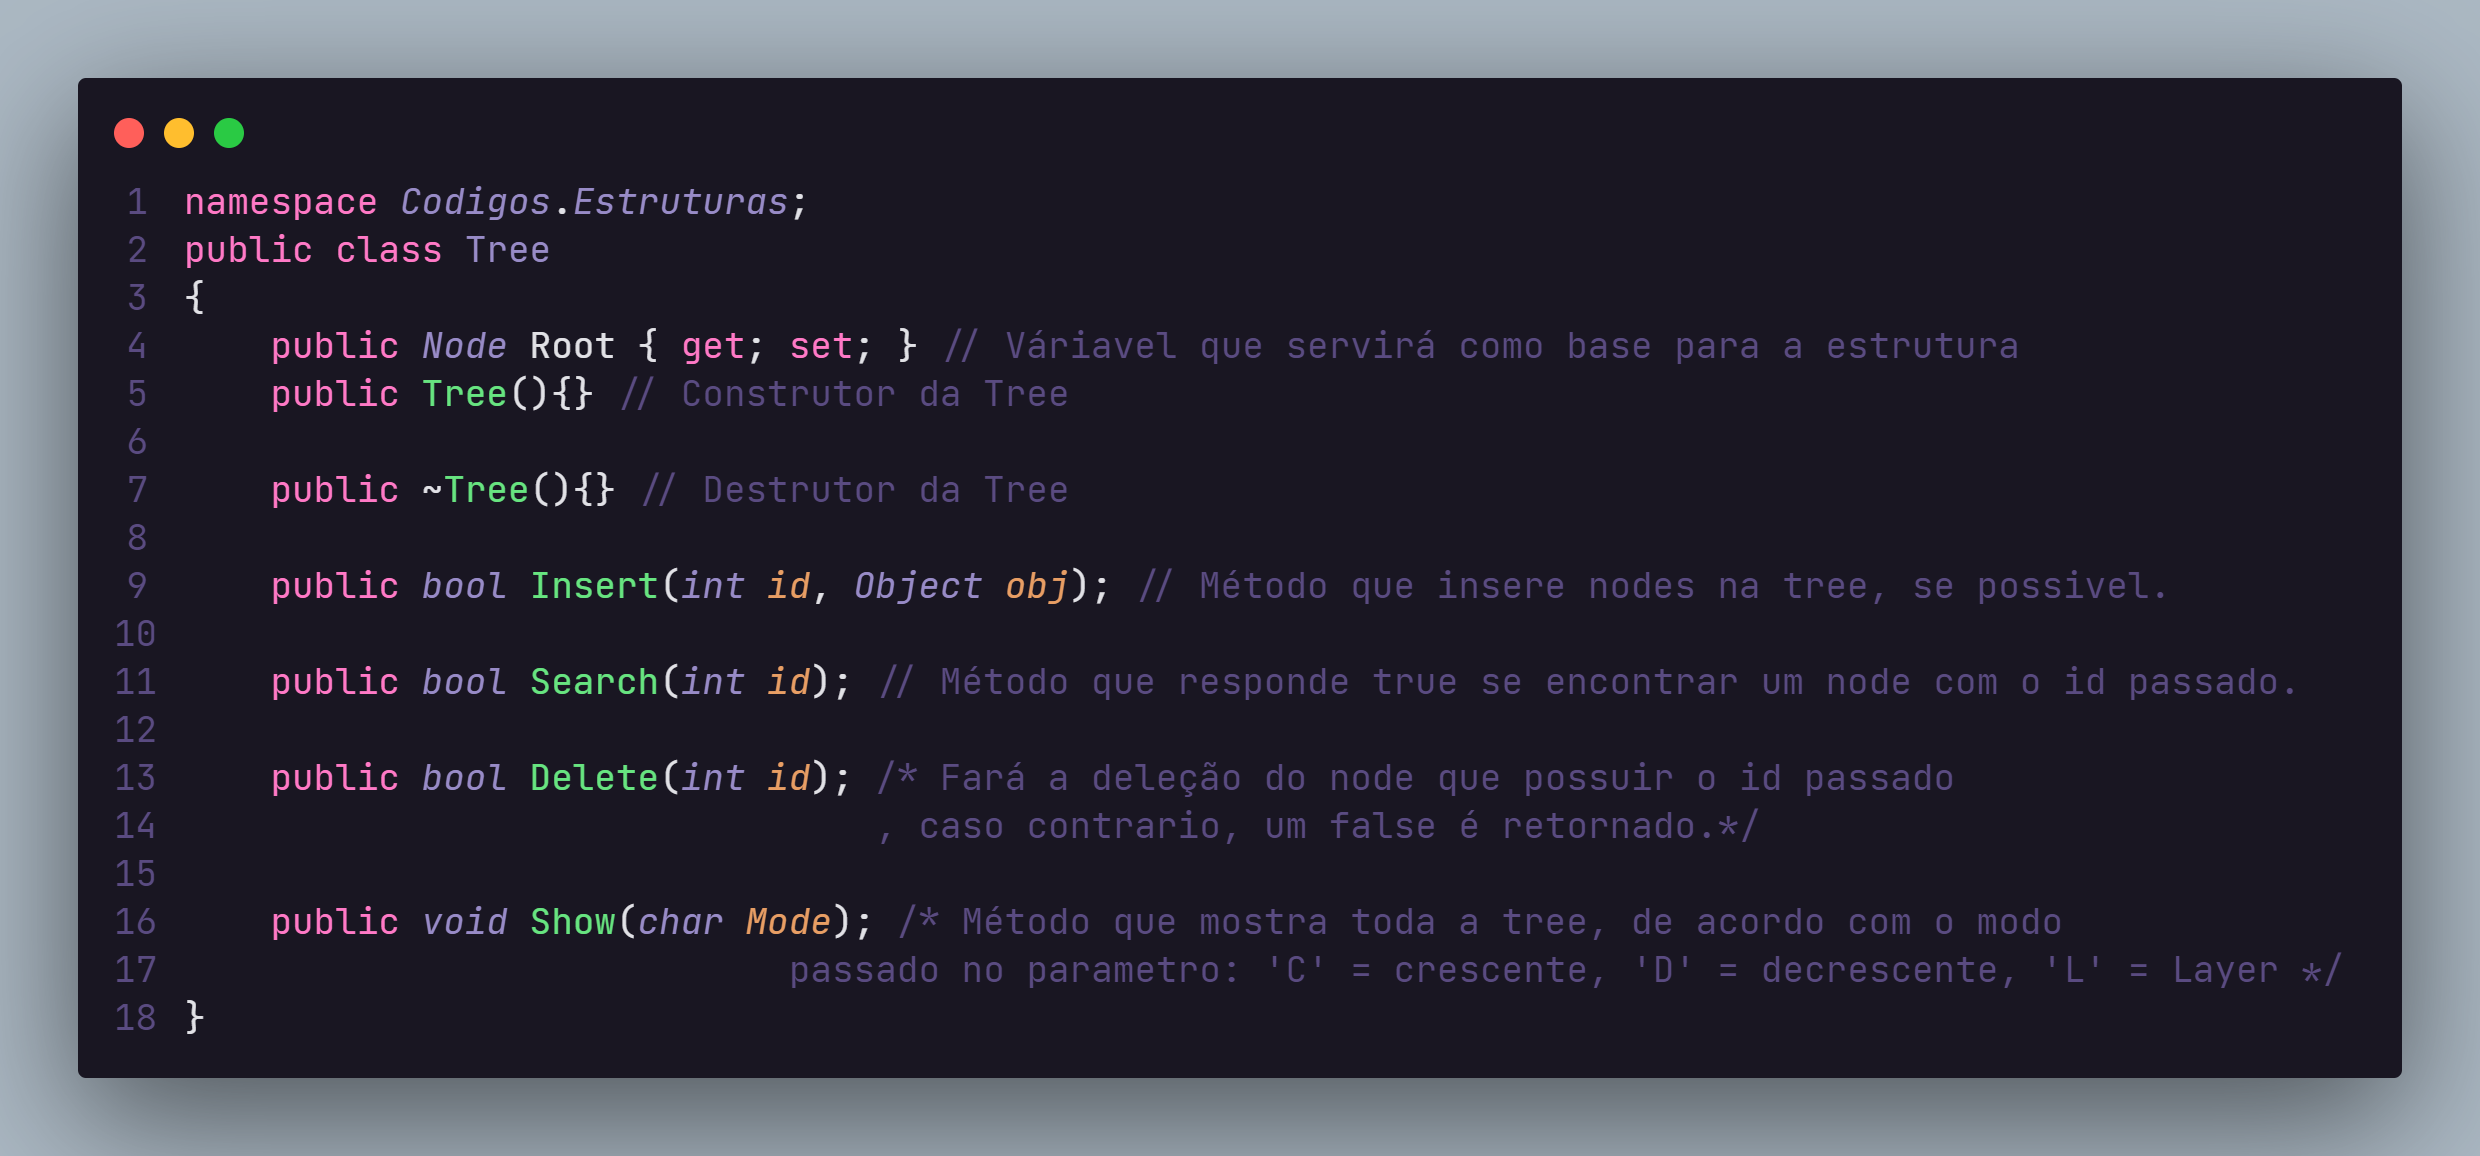 1 namespace Codigos.Estruturas;
2 public class Tree
3 {
4     public Node Root { get; set; } // Váriavel que servirá como base para a estrutura
5     public Tree(){} // Construtor da Tree
6
7     public ~Tree(){} // Destrutor da Tree
8
9     public bool Insert(int id, Object obj); // Método que insere nodes na tree, se possivel.
10
11     public bool Search(int id); // Método que responde true se encontrar um node com o id passado.
12
13     public bool Delete(int id); /* Fará a deleção do node que possuir o id passado
14                                 , caso contrario, um false é retornado.*/
15
16     public void Show(char Mode); /* Método que mostra toda a tree, de acordo com o modo
17                             passado no parametro: 'C' = crescente, 'D' = decrescente, 'L' = Layer */
18 }